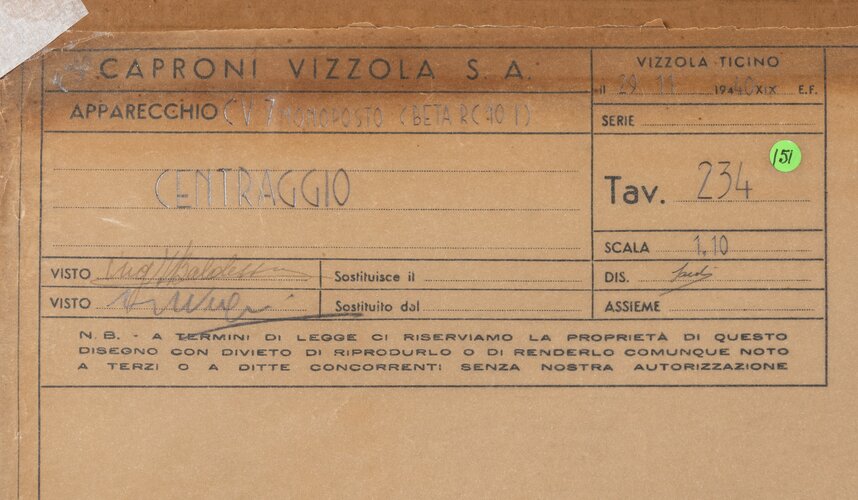 CAPRONI VIZZOLA S. A.
VIZZOLA TICINO
il 29 11 1940 XIX E.F.
APPARECCHIO CV7 MONOPOSTO (BETA RC 40 I)
SERIE
151
CENTRAGGIO
Tav. 234
SCALA 1.10
VISTO Ing
Sostituisce il
DIS.
VISTO
Sostituito dal
ASSIEME
N. B. - A TERMINI DI LEGGE CI RISERVIAMO LA PROPRIETÀ DI QUESTO
DISEGNO CON DIVIETO DI RIPRODURLO O DI RENDERLO COMUNQUE NOTO
A TERZI O A DITTE CONCORRENTI SENZA NOSTRA AUTORIZZAZIONE